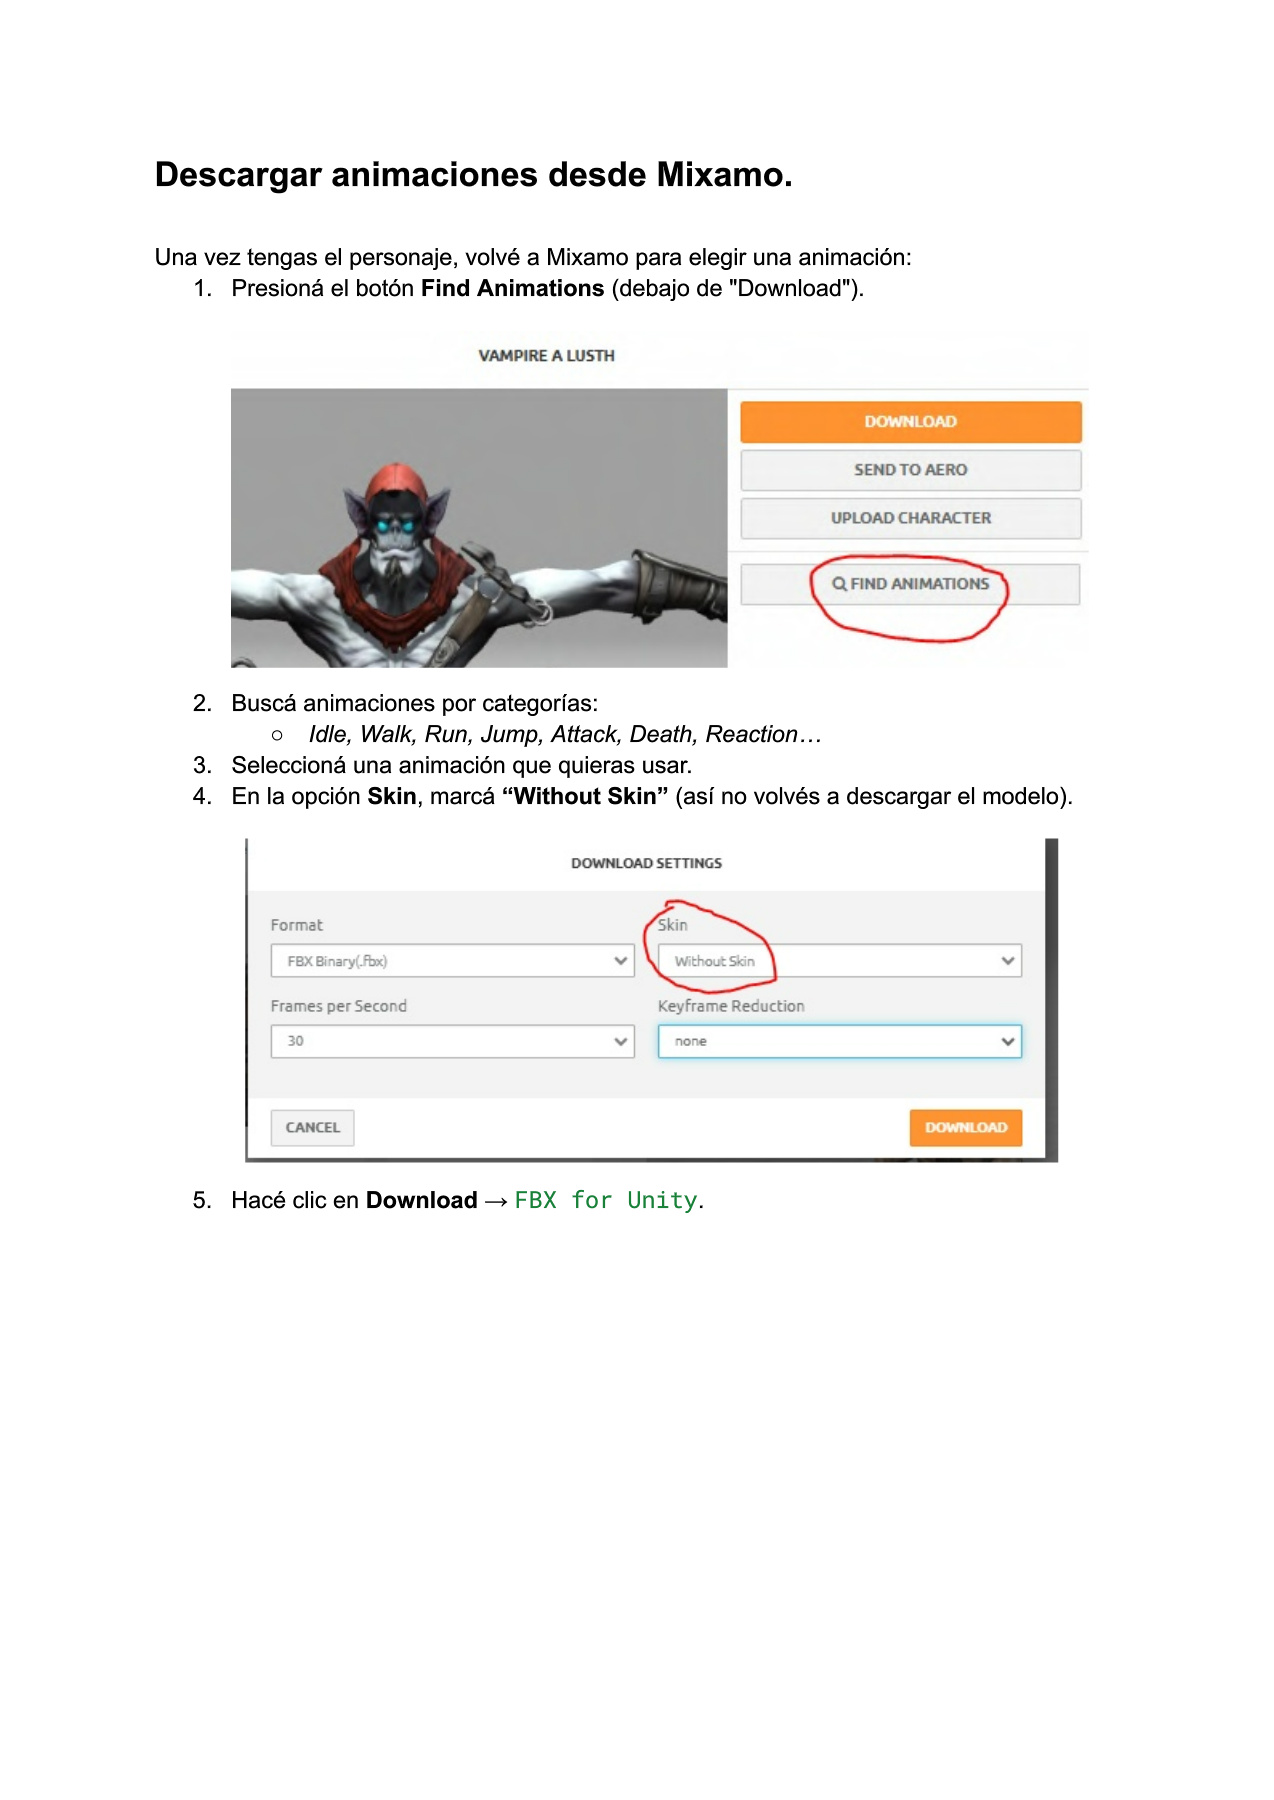 Descargar animaciones desde Mixamo.
Una vez tengas el personaje, volvé a Mixamo para elegir una animación:
1. Presioná el botón Find Animations (debajo de "Download").
VAMPIRE A LUSTH
DOWNLOAD
SEND TO AERO
UPLOAD CHARACTER
FIND ANIMATIONS
2. Buscá animaciones por categorías:
○ Idle, Walk, Run, Jump, Attack, Death, Reaction…
3. Seleccioná una animación que quieras usar.
4. En la opción Skin, marcá “Without Skin” (así no volvés a descargar el modelo).
DOWNLOAD SETTINGS
Format Skin
FBX Binary(.fbx) Without Skin
Frames per Second Keyframe Reduction
30 none
CANCEL DOWNLOAD
5. Hacé clic en Download → FBX for Unity.